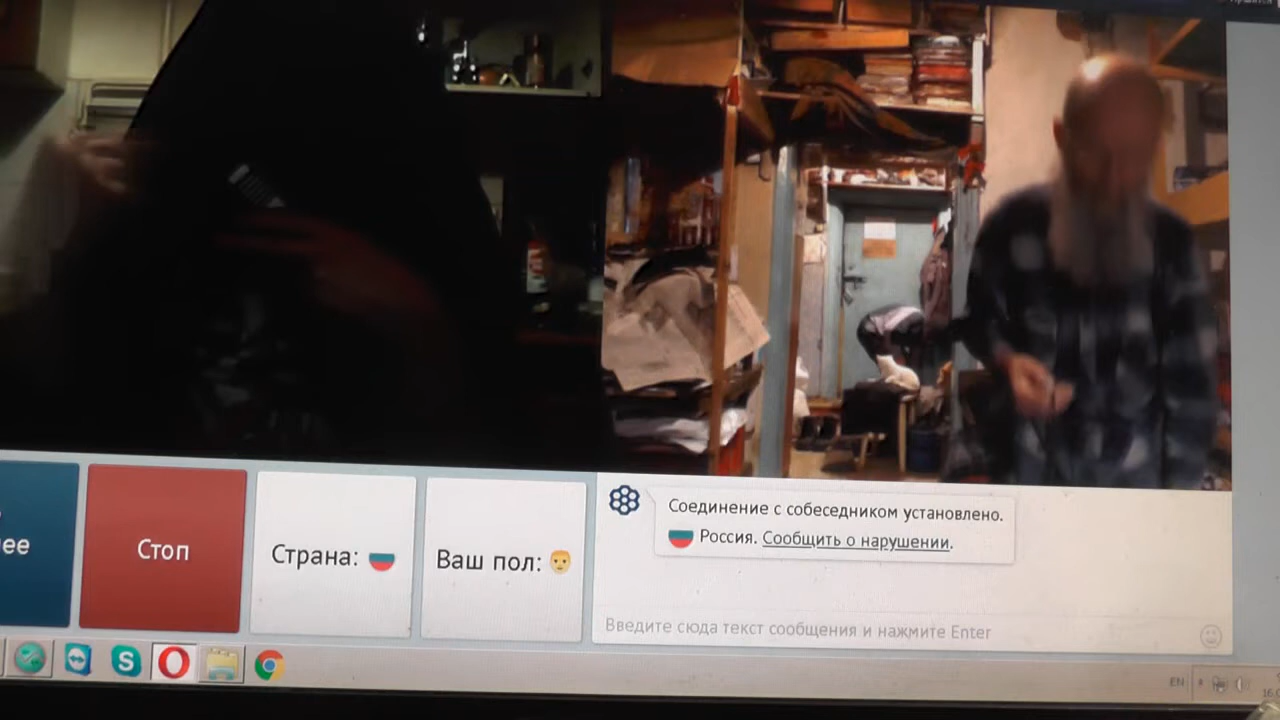 ее
Стоп
Страна:
Ваш пол:
Соединение с собеседником установлено.
Россия. Сообщить о нарушении.
Введите сюда текст сообщения и нажмите Enter
EN